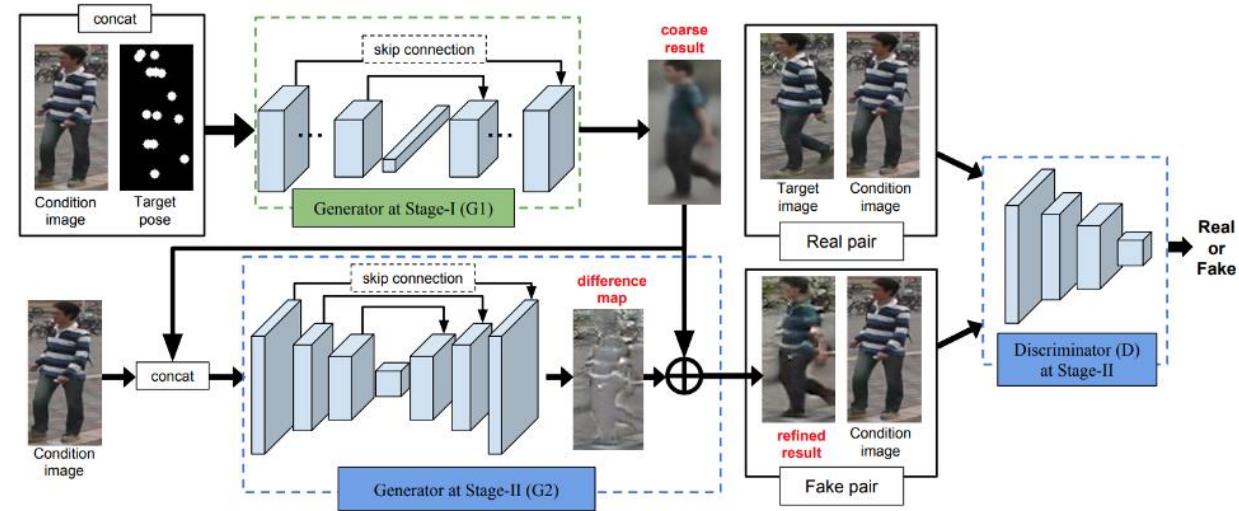 concat
Condition
image
Target
pose
skip connection
Generator at Stage-I (G1)
coarse
result
Target
image
Condition
image
Real pair
Condition
image
concat
skip connection
difference
map
Generator at Stage-II (G2)
refined
result
Condition
image
Fake pair
Discriminator (D)
at Stage-II
Real
or
Fake